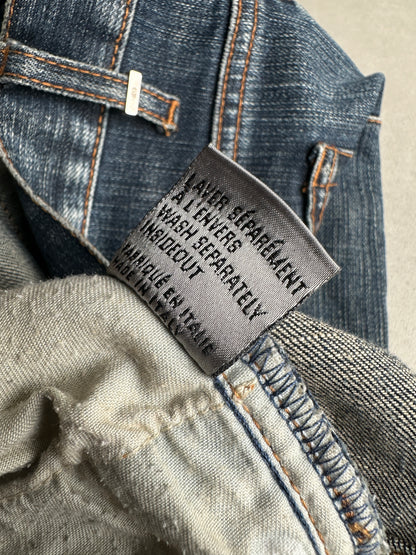 LAVER SÉPARÉMENT
À L'ENVERS
WASH SEPARATELY
INSIDEOUT
FABRIQUÉ EN ITALIE
MADE IN ITALY